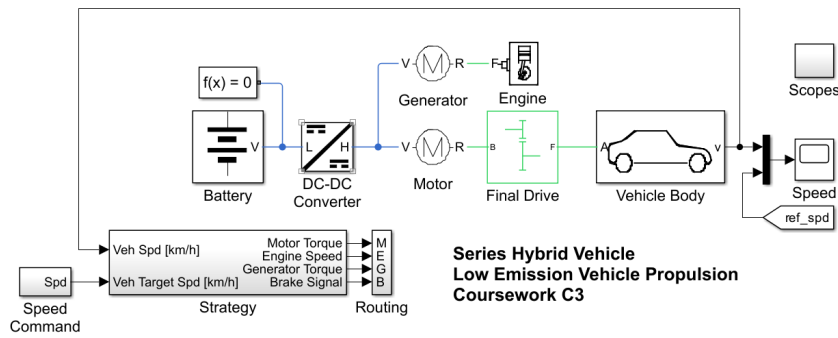 f(x) = 0
V
Battery
L
H
DC-DC
Converter
V
R
Generator
F
Engine
V
R
Motor
B
F
Final Drive
A
v
Vehicle Body
Scopes
Speed
ref_spd
Veh Spd [km/h]
Veh Target Spd [km/h]
Motor Torque
Engine Speed
Generator Torque
Brake Signal
Strategy
M
E
G
B
Routing
Spd
Speed
Command
M
M
Series Hybrid Vehicle
Low Emission Vehicle Propulsion
Coursework C3